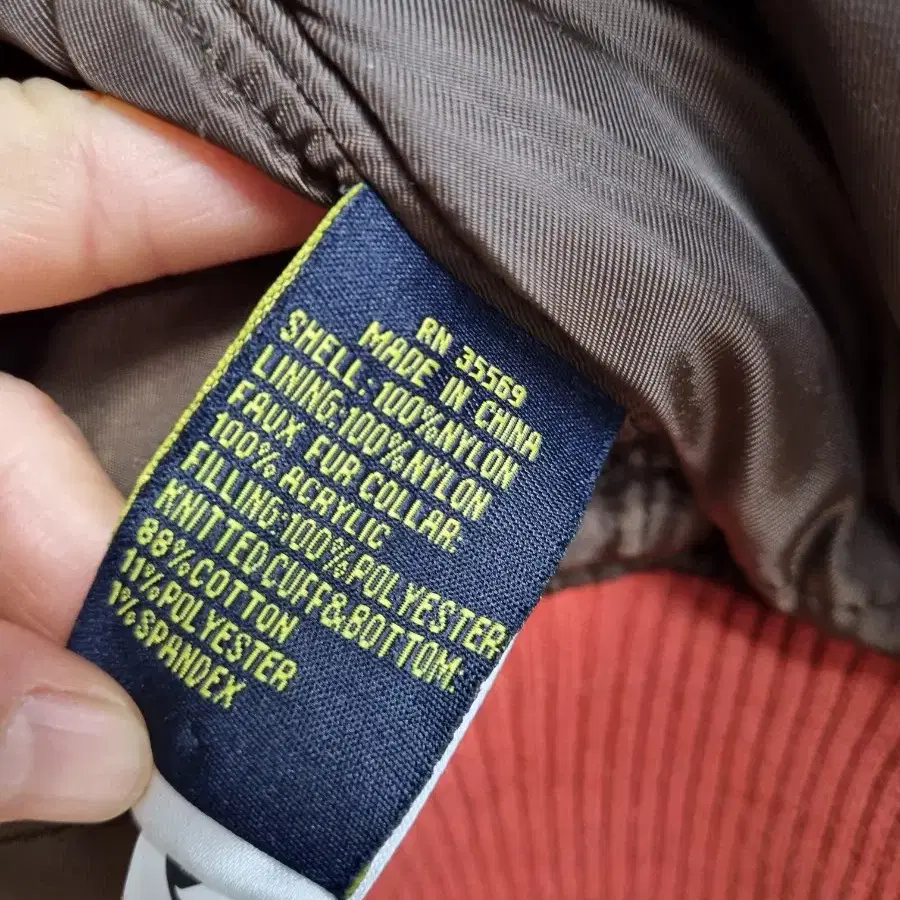 RN 35569
MADE IN CHINA
SHELL:100%NYLON
LINING:100%NYLON
FAUX FUR COLLAR:
100% ACRYLIC
FILLING:100%POLYESTER
KNITTED CUFF&BOTTOM:
88%COTTON
11%POLYESTER
1%SPANDEX